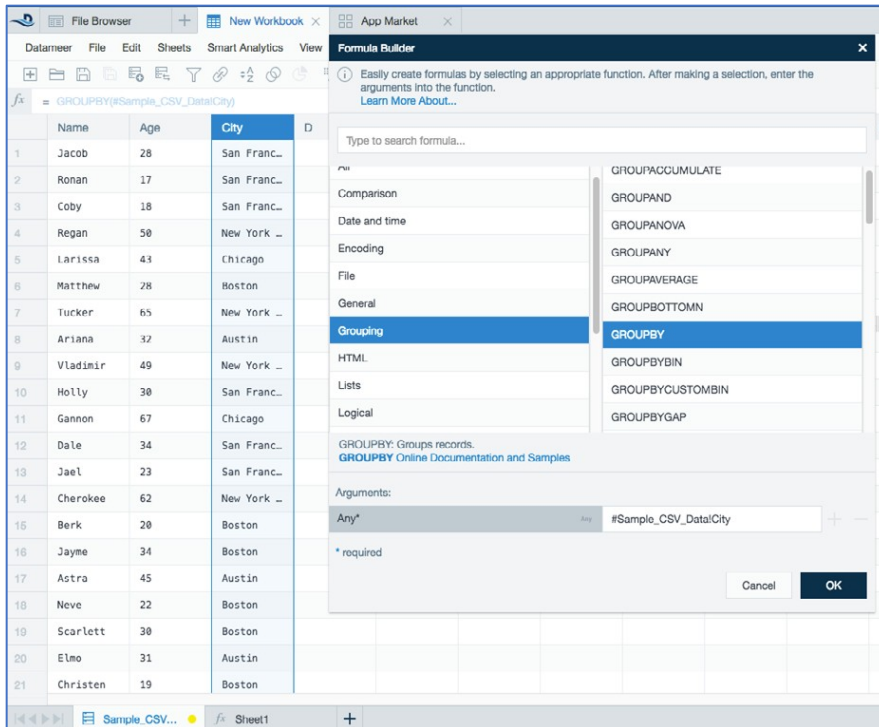 File Browser + New Workbook × App Market ×
Datameer File Edit Sheets Smart Analytics View
fx = GROUPBY(#Sample_CSV_Data!City)
Name Age City D
1 Jacob 28 San Franc…
2 Ronan 17 San Franc…
3 Coby 18 San Franc…
4 Regan 50 New York …
5 Larissa 43 Chicago
6 Matthew 28 Boston
7 Tucker 65 New York …
8 Ariana 32 Austin
9 Vladimir 49 New York …
10 Holly 30 San Franc…
11 Gannon 67 Chicago
12 Dale 34 San Franc…
13 Jael 23 San Franc…
14 Cherokee 62 New York …
15 Berk 20 Boston
16 Jayme 34 Boston
17 Astra 45 Austin
18 Neve 22 Boston
19 Scarlett 30 Boston
20 Elmo 31 Austin
21 Christen 19 Boston
Formula Builder ×
Easily create formulas by selecting an appropriate function. After making a selection, enter the
arguments into the function.
Learn More About...
Type to search formula...
All
Comparison
Date and time
Encoding
File
General
Grouping
HTML
Lists
Logical
GROUPACCUMULATE
GROUPAND
GROUPANOVA
GROUPANY
GROUPAVERAGE
GROUPBOTTOMN
GROUPBY
GROUPBYBIN
GROUPBYCUSTOMBIN
GROUPBYGAP
GROUPBY: Groups records.
GROUPBY Online Documentation and Samples
Arguments:
Any* Any #Sample_CSV_Data!City + −
* required
Cancel OK
Sample_CSV... fx Sheet1 +